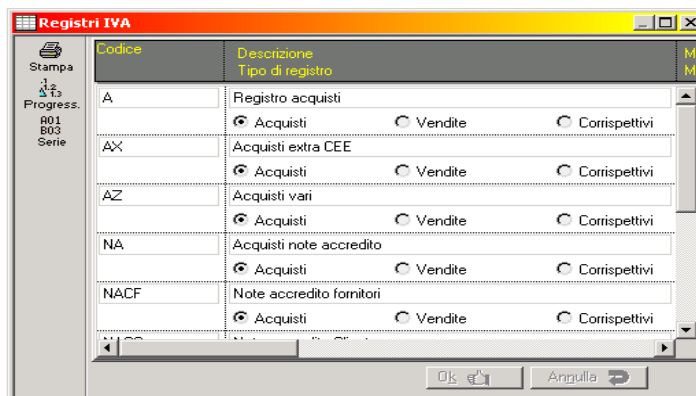 Registri IVA
Stampa
Progress.
A01
B03
Serie
Codice
Descrizione
Tipo di registro
M
M
A
Registro acquisti
Acquisti Vendite Corrispettivi
AX
Acquisti extra CEE
Acquisti Vendite Corrispettivi
AZ
Acquisti vari
Acquisti Vendite Corrispettivi
NA
Acquisti note accredito
Acquisti Vendite Corrispettivi
NACF
Note accredito fornitori
Acquisti Vendite Corrispettivi
Ok
Annulla